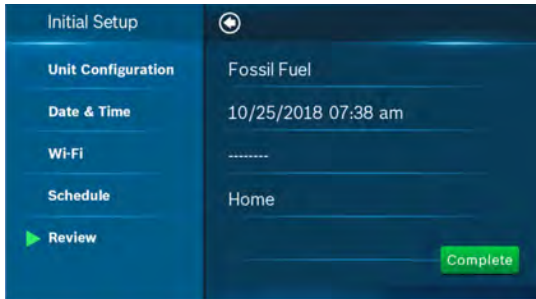 Initial Setup
Unit Configuration Fossil Fuel
Date & Time 10/25/2018 07:38 am
Wi-Fi --------
Schedule Home
Review
Complete